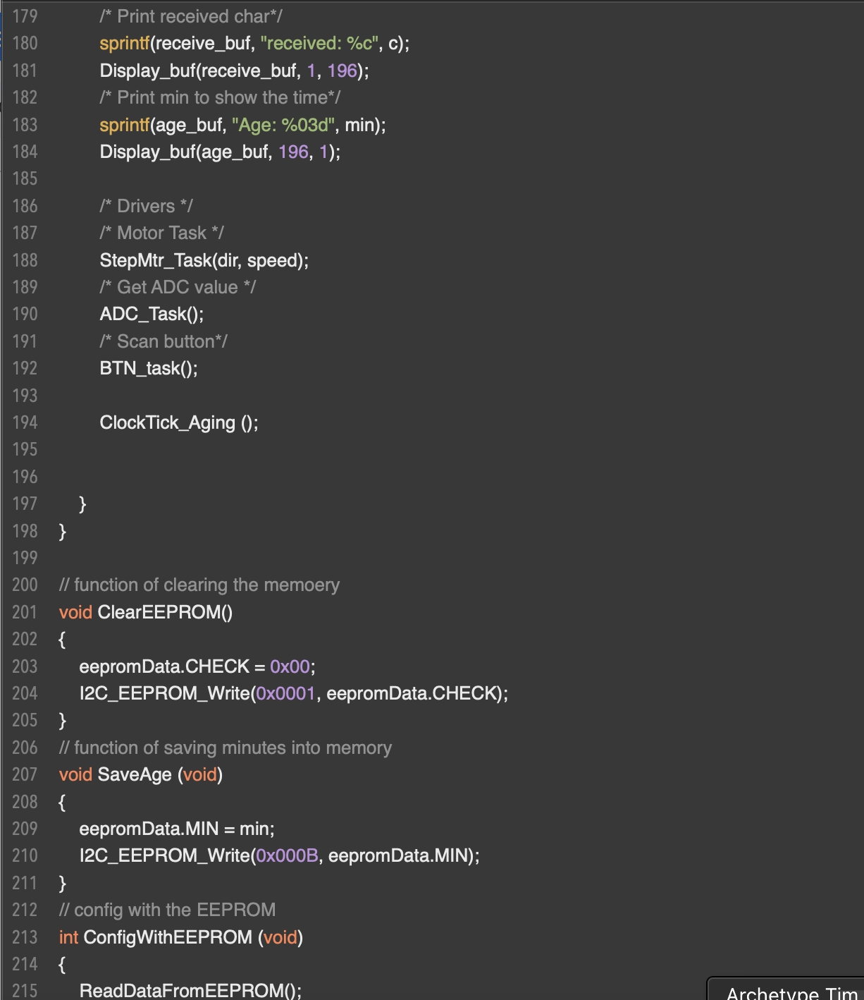 179 /* Print received char*/
180 sprintf(receive_buf, "received: %c", c);
181 Display_buf(receive_buf, 1, 196);
182 /* Print min to show the time*/
183 sprintf(age_buf, "Age: %03d", min);
184 Display_buf(age_buf, 196, 1);
185
186 /* Drivers */
187 /* Motor Task */
188 StepMtr_Task(dir, speed);
189 /* Get ADC value */
190 ADC_Task();
191 /* Scan button*/
192 BTN_task();
193
194 ClockTick_Aging ();
195
196
197 }
198 }
199
200 // function of clearing the memoery
201 void ClearEEPROM()
202 {
203 eepromData.CHECK = 0x00;
204 I2C_EEPROM_Write(0x0001, eepromData.CHECK);
205 }
206 // function of saving minutes into memory
207 void SaveAge (void)
208 {
209 eepromData.MIN = min;
210 I2C_EEPROM_Write(0x000B, eepromData.MIN);
211 }
212 // config with the EEPROM
213 int ConfigWithEEPROM (void)
214 {
215 ReadDataFromEEPROM();
Archetype Tim